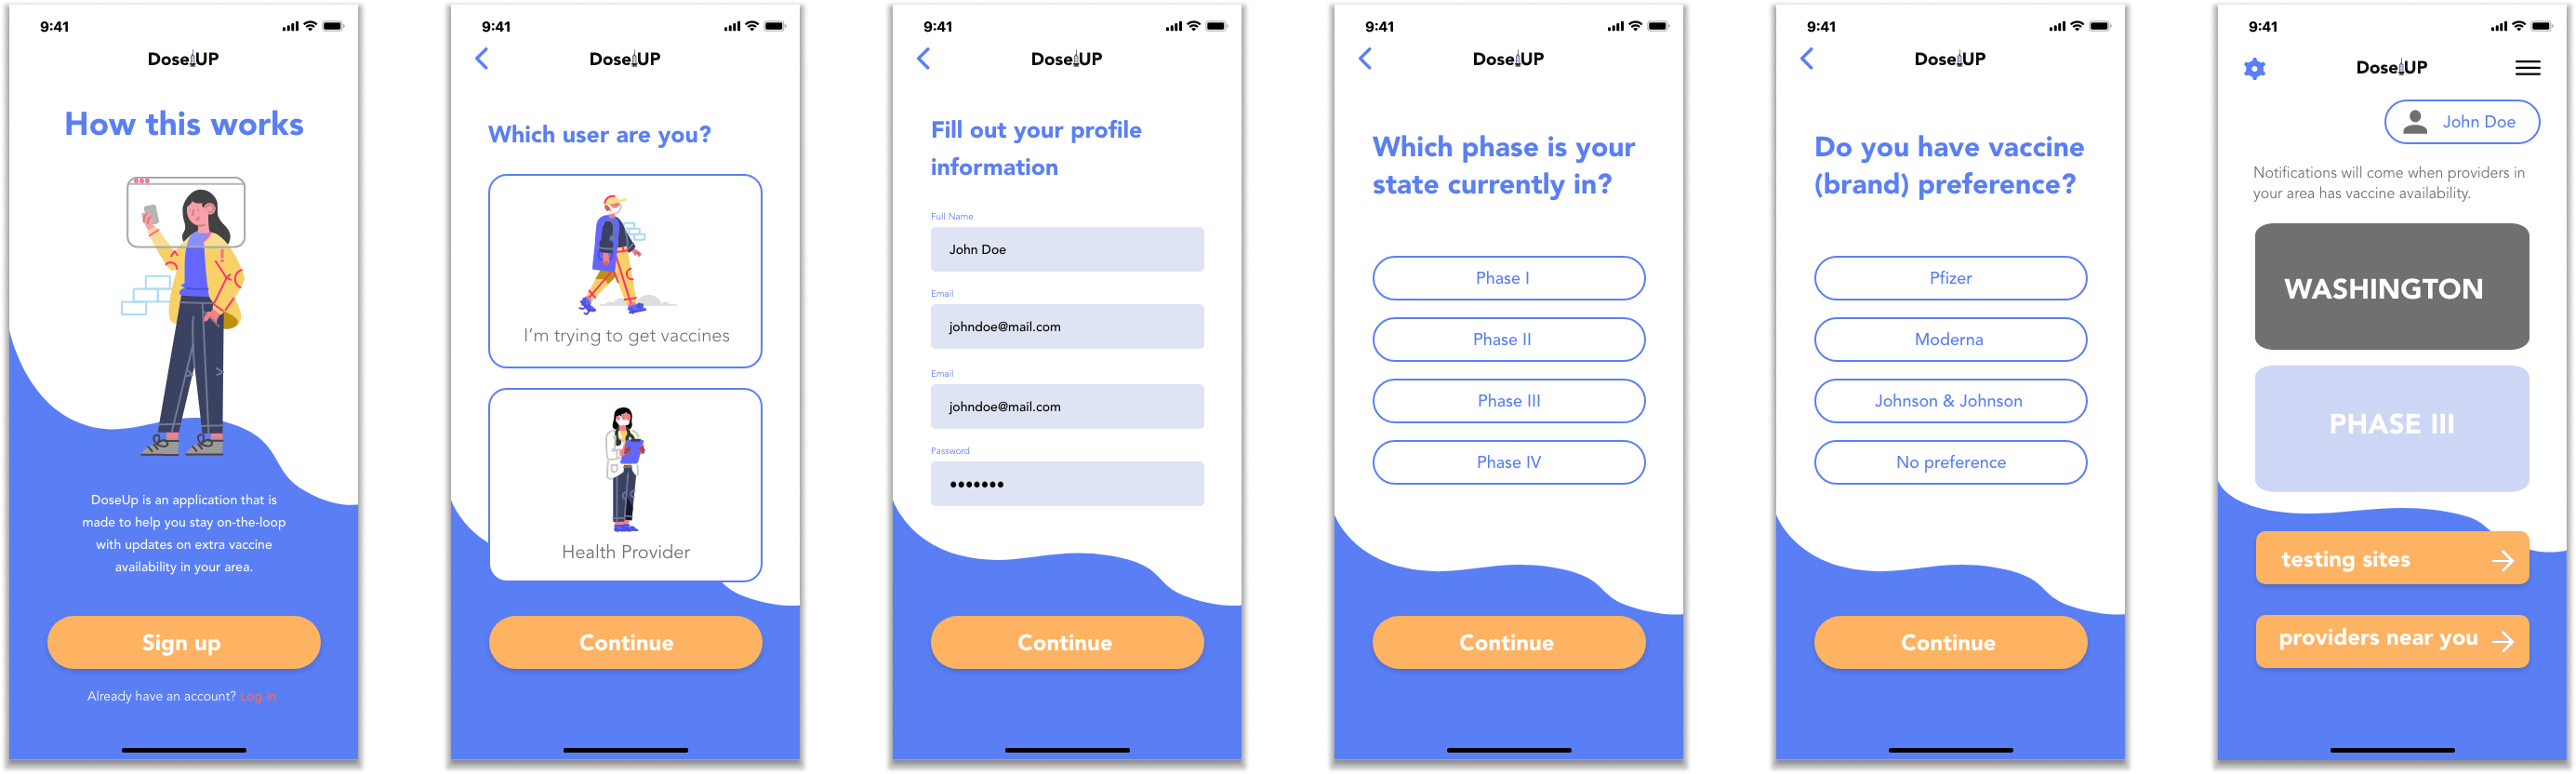 9:41
DoseUP
How this works
DoseUp is an application that is
made to help you stay on-the-loop
with updates on extra vaccine
availability in your area.
Sign up
Already have an account? Log in
9:41
DoseUP
Which user are you?
I'm trying to get vaccines
Health Provider
Continue
9:41
DoseUP
Fill out your profile
information
Full Name
John Doe
Email
johndoe@mail.com
Email
johndoe@mail.com
Password
•••••••
Continue
9:41
DoseUP
Which phase is your
state currently in?
Phase I
Phase II
Phase III
Phase IV
Continue
9:41
DoseUP
Do you have vaccine
(brand) preference?
Pfizer
Moderna
Johnson & Johnson
No preference
Continue
9:41
DoseUP
John Doe
Notifications will come when providers in
your area has vaccine availability.
WASHINGTON
PHASE III
testing sites
providers near you